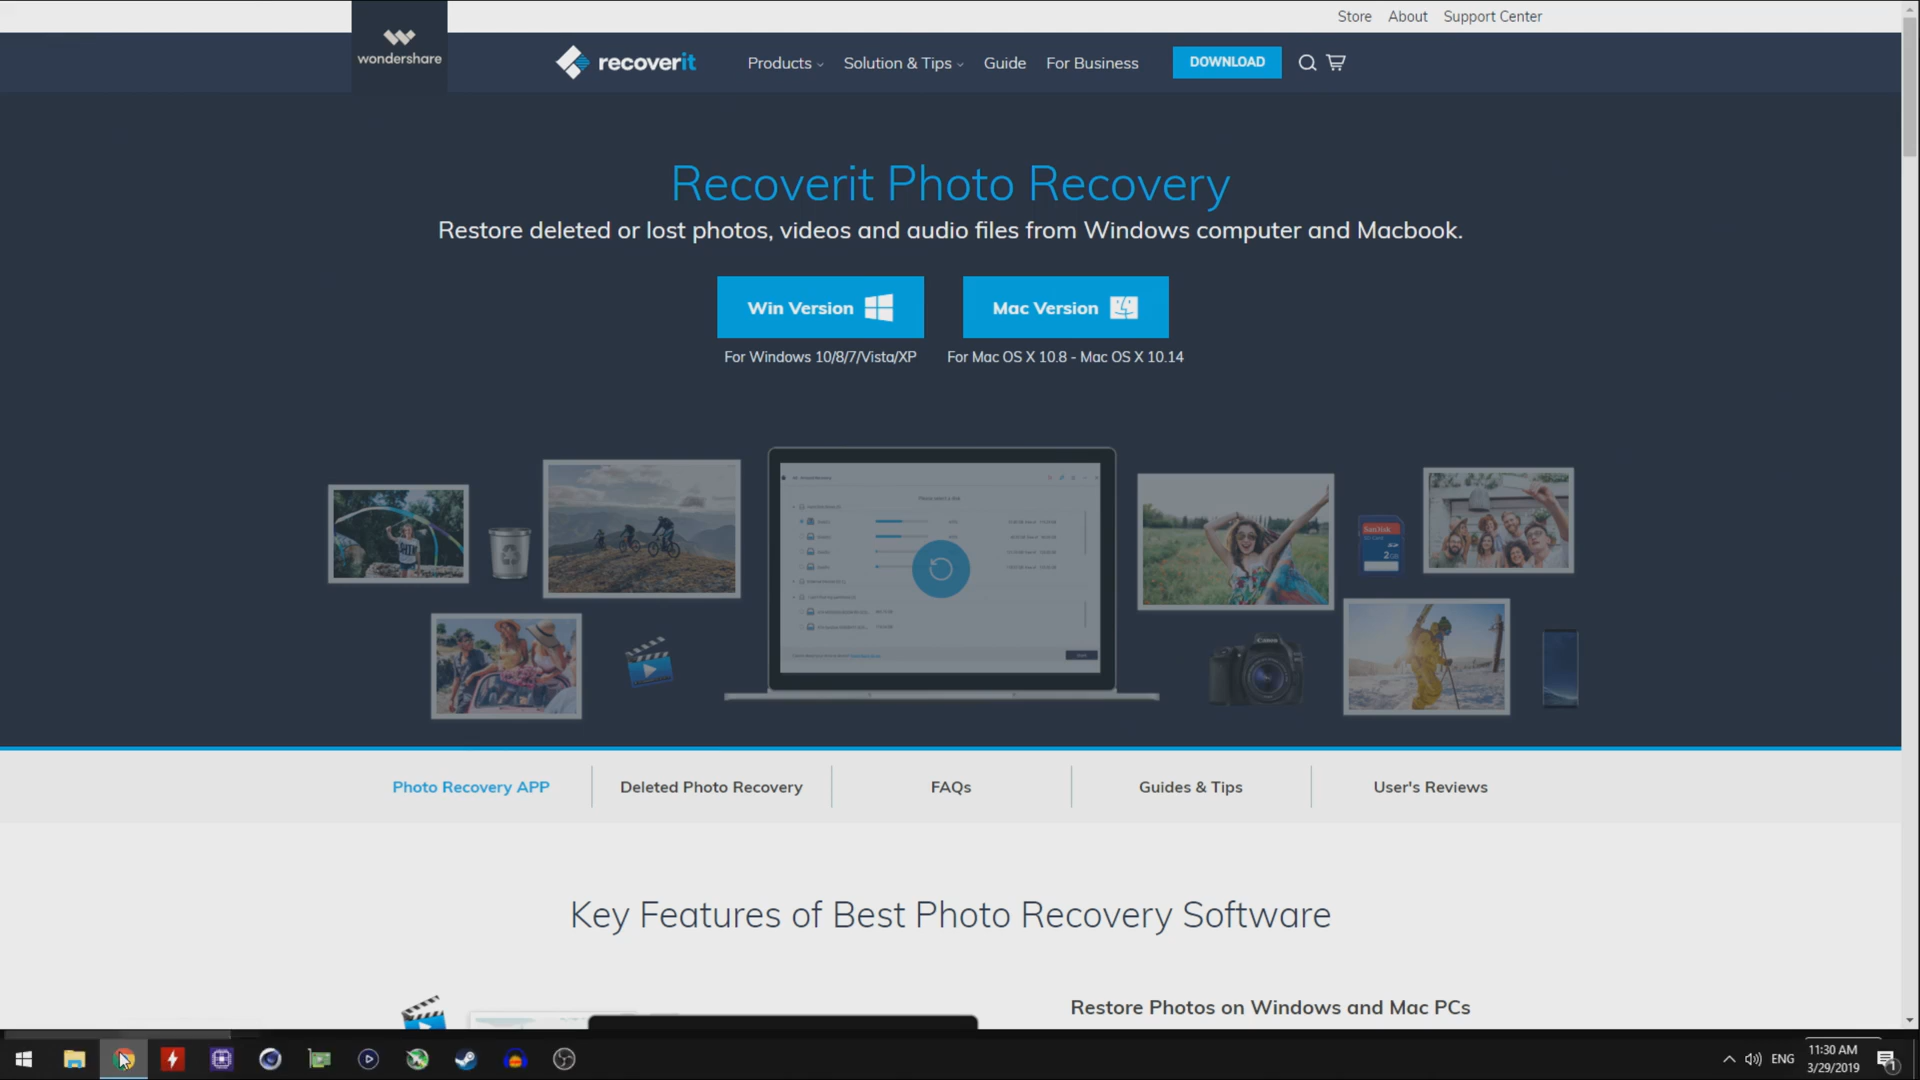 Store About Support Center
wondershare
recoverit Products Solution & Tips Guide For Business DOWNLOAD
Recoverit Photo Recovery
Restore deleted or lost photos, videos and audio files from Windows computer and Macbook.
Win Version Mac Version
For Windows 10/8/7/Vista/XP For Mac OS X 10.8 - Mac OS X 10.14
SanDisk
2GB
Canon
Photo Recovery APP Deleted Photo Recovery FAQs Guides & Tips User's Reviews
Key Features of Best Photo Recovery Software
Restore Photos on Windows and Mac PCs
ENG 11:30 AM
3/29/2019
1